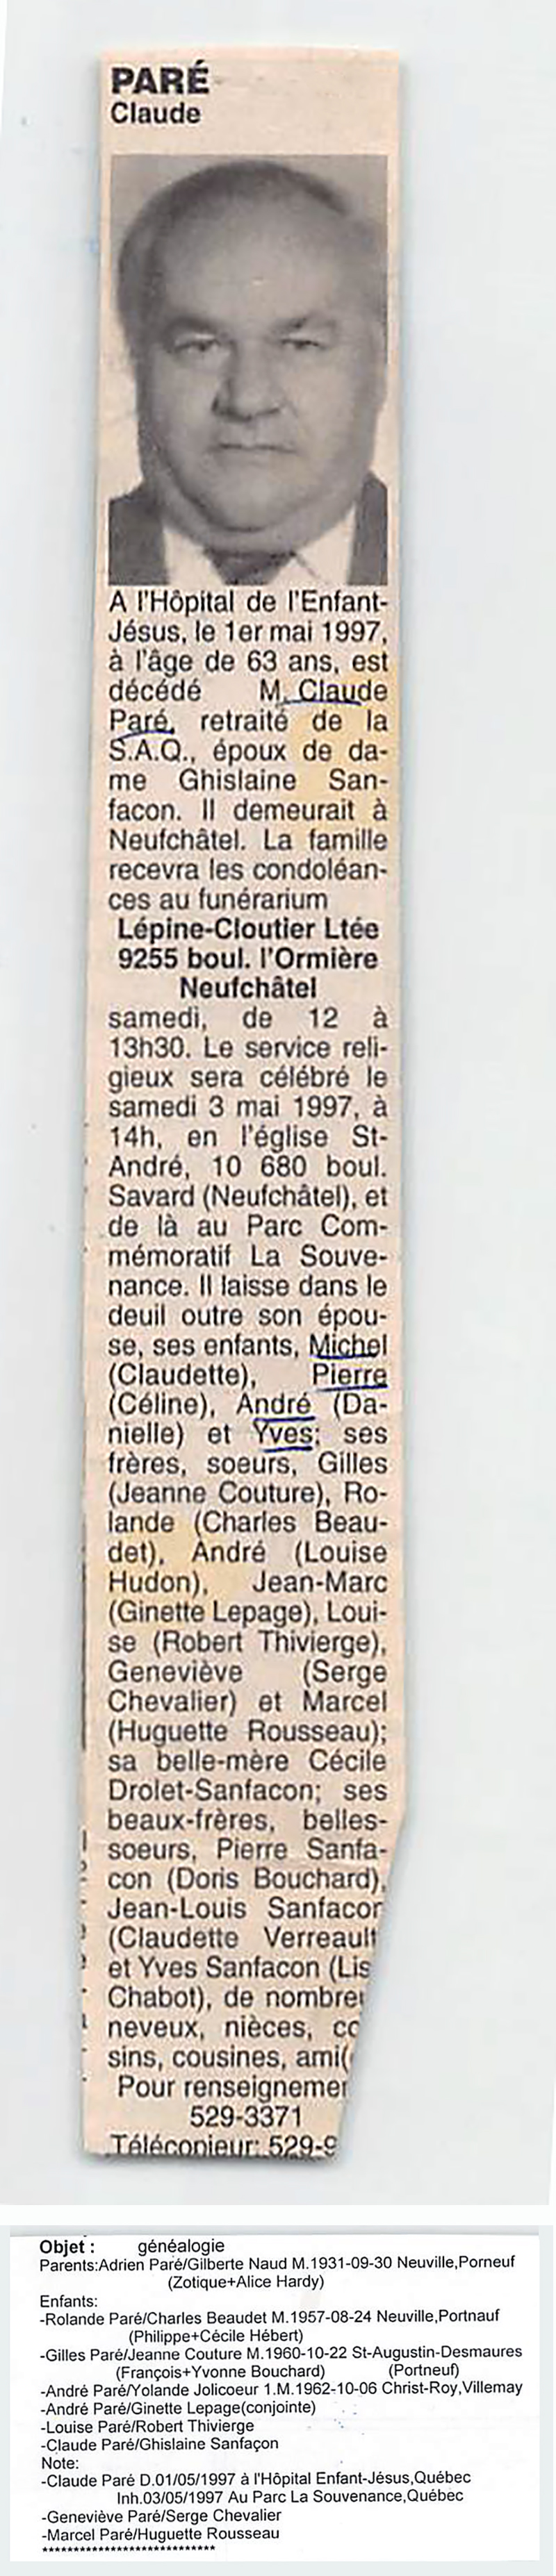 PARÉ
Claude
A l'Hôpital de l'Enfant-
Jésus, le 1er mai 1997,
à l'âge de 63 ans, est
décédé M. Claude
Paré, retraité de la
S.A.Q., époux de da-
me Ghislaine San-
facon. Il demeurait à
Neufchâtel. La famille
recevra les condoléan-
ces au funérarium
Lépine-Cloutier Ltée
9255 boul. l'Ormière
Neufchâtel
samedi, de 12 à
13h30. Le service reli-
gieux sera célébré le
samedi 3 mai 1997, à
14h, en l'église St-
André, 10 680 boul.
Savard (Neufchâtel), et
de là au Parc Com-
mémoratif La Souve-
nance. Il laisse dans le
deuil outre son épou-
se, ses enfants, Michel
(Claudette), Pierre
(Céline), André (Da-
nielle) et Yves; ses
frères, soeurs, Gilles
(Jeanne Couture), Ro-
lande (Charles Beau-
det), André (Louise
Hudon), Jean-Marc
(Ginette Lepage), Loui-
se (Robert Thivierge),
Geneviève (Serge
Chevalier) et Marcel
(Huguette Rousseau);
sa belle-mère Cécile
Drolet-Sanfacon; ses
beaux-frères, belles-
soeurs, Pierre Sanfa-
con (Doris Bouchard),
Jean-Louis Sanfacon
(Claudette Verreault
et Yves Sanfacon (Lis
Chabot), de nombre
neveux, nièces, co
sins, cousines, ami(
Pour renseignemen
529-3371
Télécopieur: 529-9
Objet : généalogie
Parents:Adrien Paré/Gilberte Naud M.1931-09-30 Neuville,Porneuf
(Zotique+Alice Hardy)
Enfants:
-Rolande Paré/Charles Beaudet M.1957-08-24 Neuville,Portnauf
(Philippe+Cécile Hébert)
-Gilles Paré/Jeanne Couture M.1960-10-22 St-Augustin-Desmaures
(François+Yvonne Bouchard) (Portneuf)
-André Paré/Yolande Jolicoeur 1.M.1962-10-06 Christ-Roy,Villemay
-André Paré/Ginette Lepage(conjointe)
-Louise Paré/Robert Thivierge
-Claude Paré/Ghislaine Sanfaçon
Note:
-Claude Paré D.01/05/1997 à l'Hôpital Enfant-Jésus,Québec
Inh.03/05/1997 Au Parc La Souvenance,Québec
-Geneviève Paré/Serge Chevalier
-Marcel Paré/Huguette Rousseau
****************************